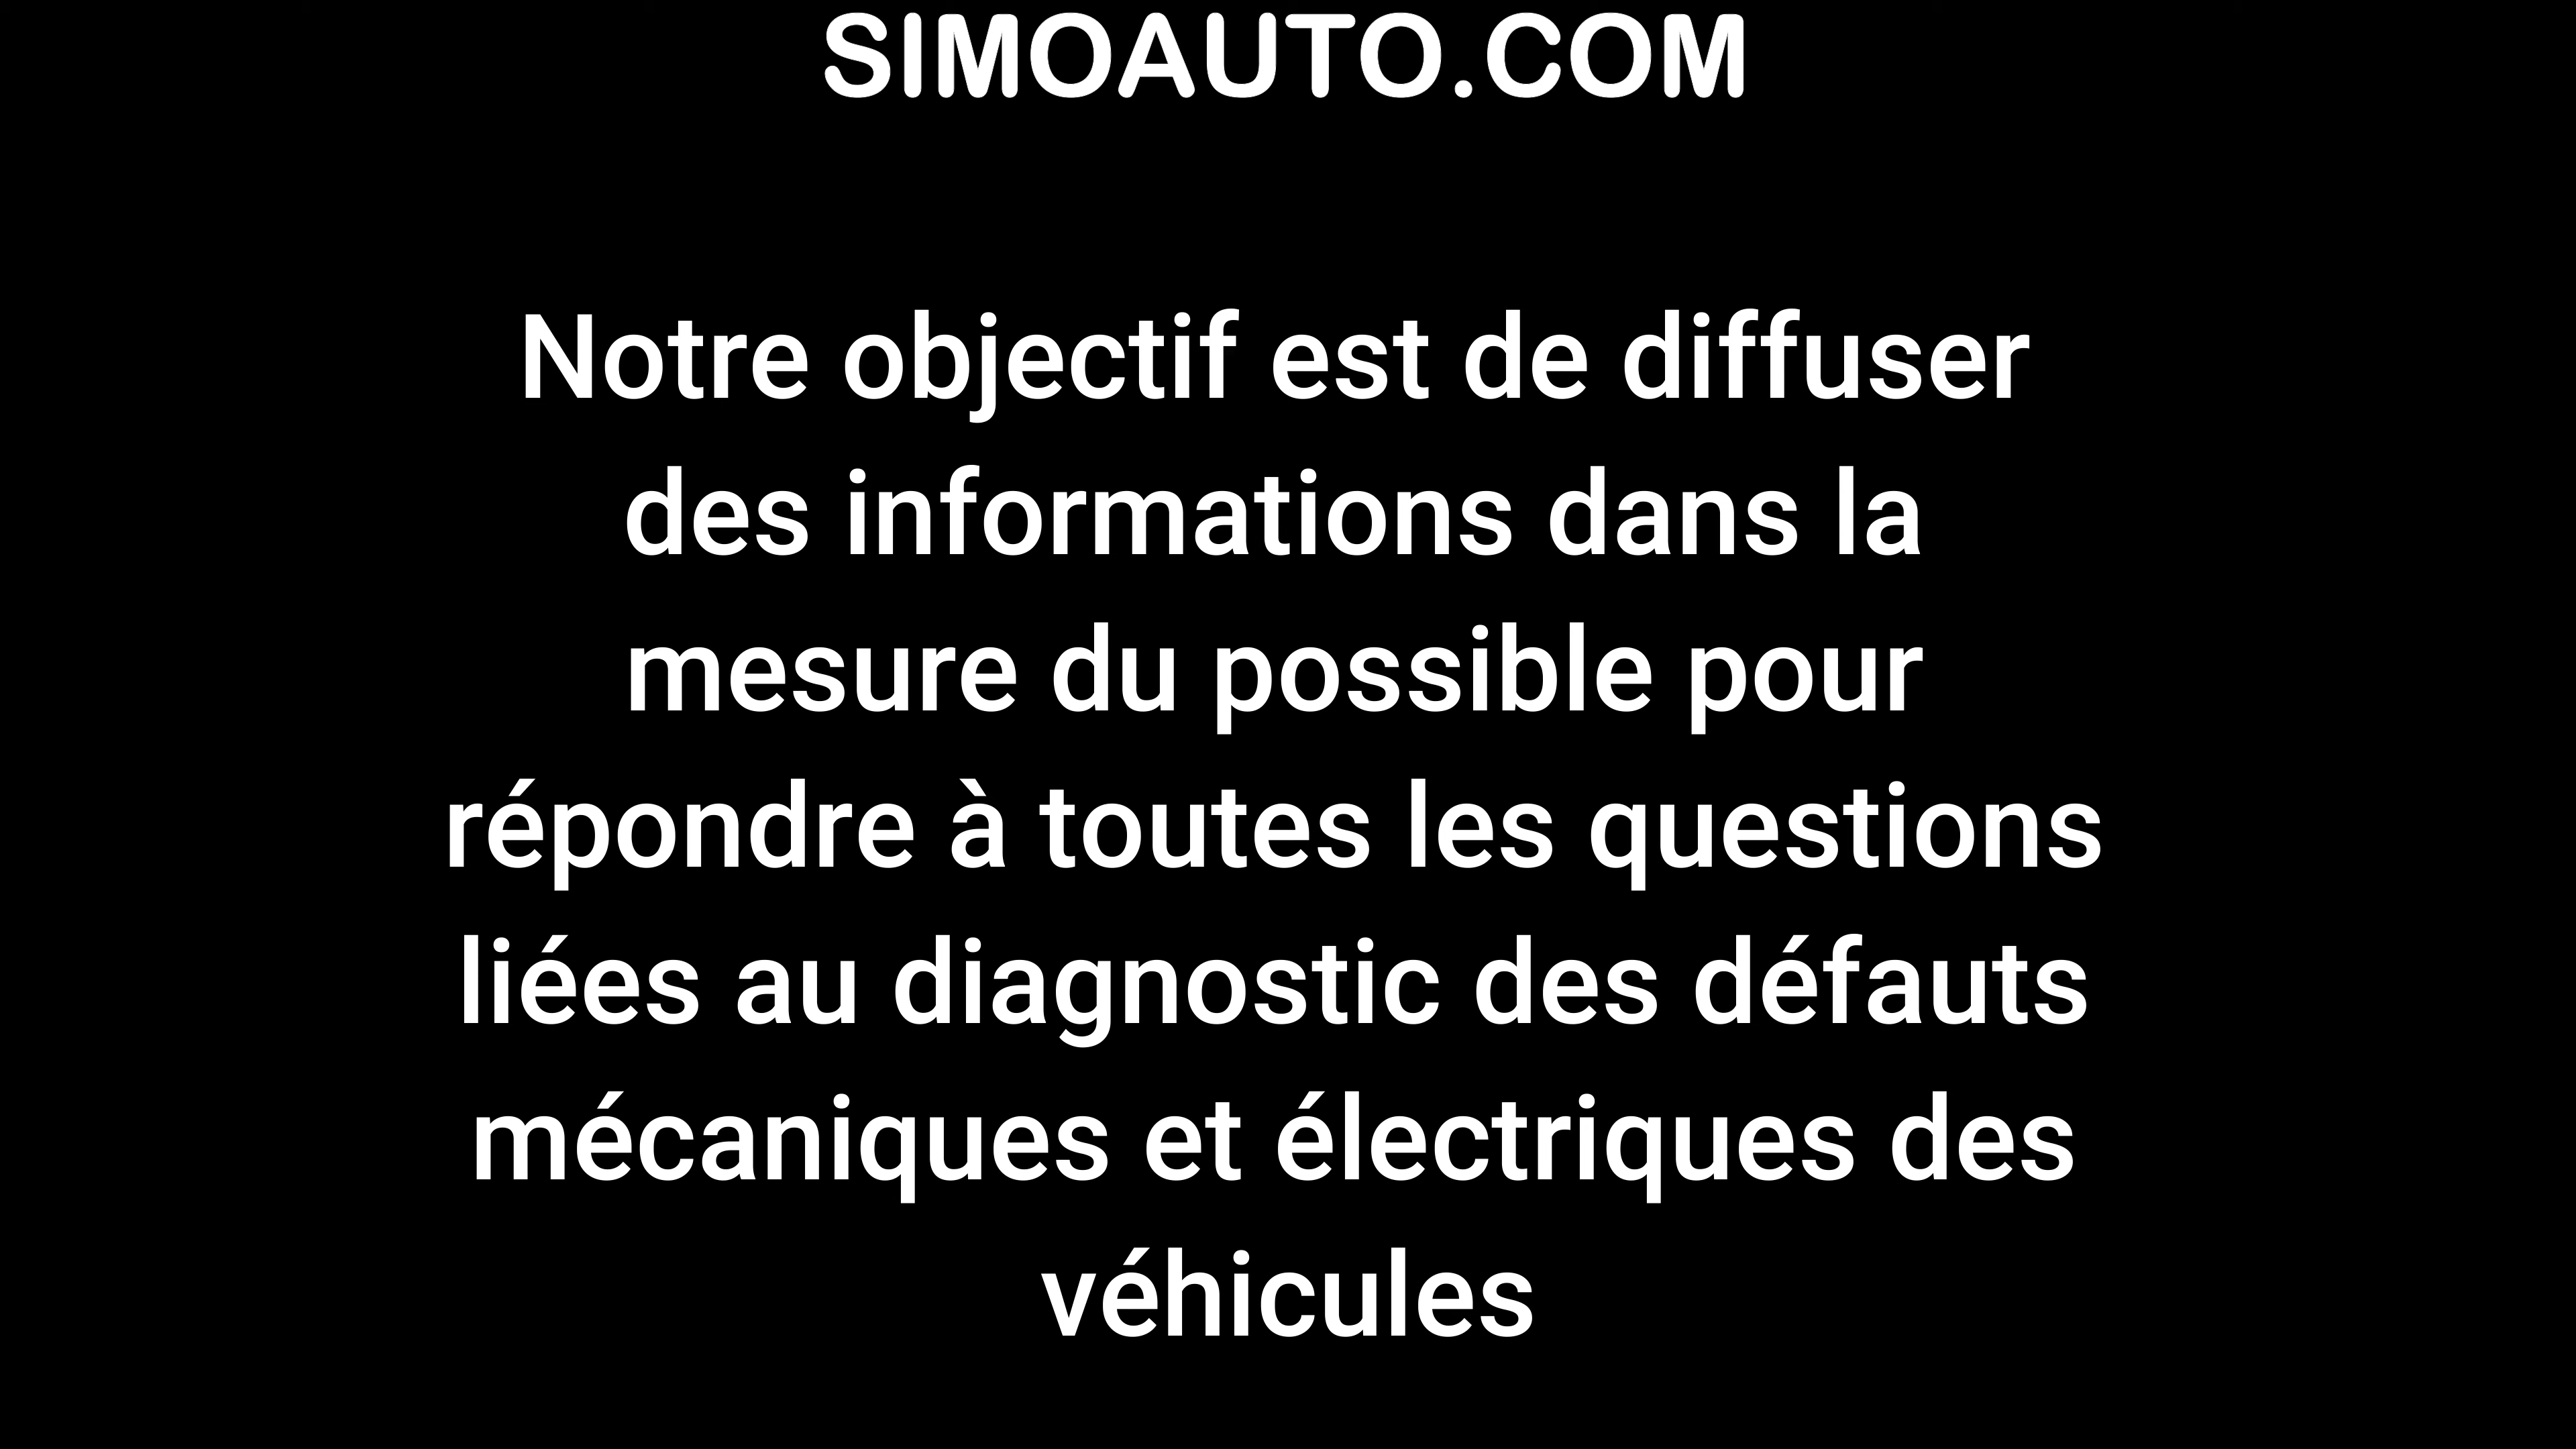 SIMOAUTO.COM
Notre objectif est de diffuser
des informations dans la
mesure du possible pour
répondre à toutes les questions
liées au diagnostic des défauts
mécaniques et électriques des
véhicules